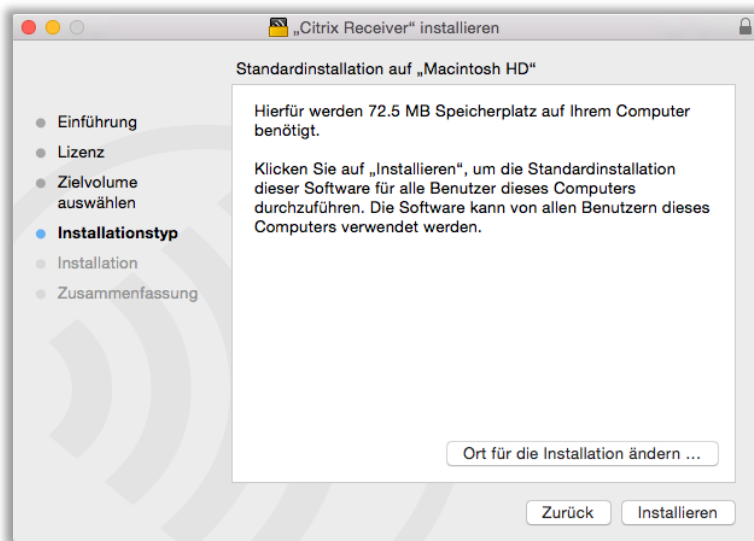 „Citrix Receiver“ installieren
Standardinstallation auf „Macintosh HD“
Einführung
Lizenz
Zielvolume
auswählen
Installationstyp
Installation
Zusammenfassung
Hierfür werden 72.5 MB Speicherplatz auf Ihrem Computer
benötigt.
Klicken Sie auf „Installieren“, um die Standardinstallation
dieser Software für alle Benutzer dieses Computers
durchzuführen. Die Software kann von allen Benutzern dieses
Computers verwendet werden.
Ort für die Installation ändern ...
Zurück
Installieren